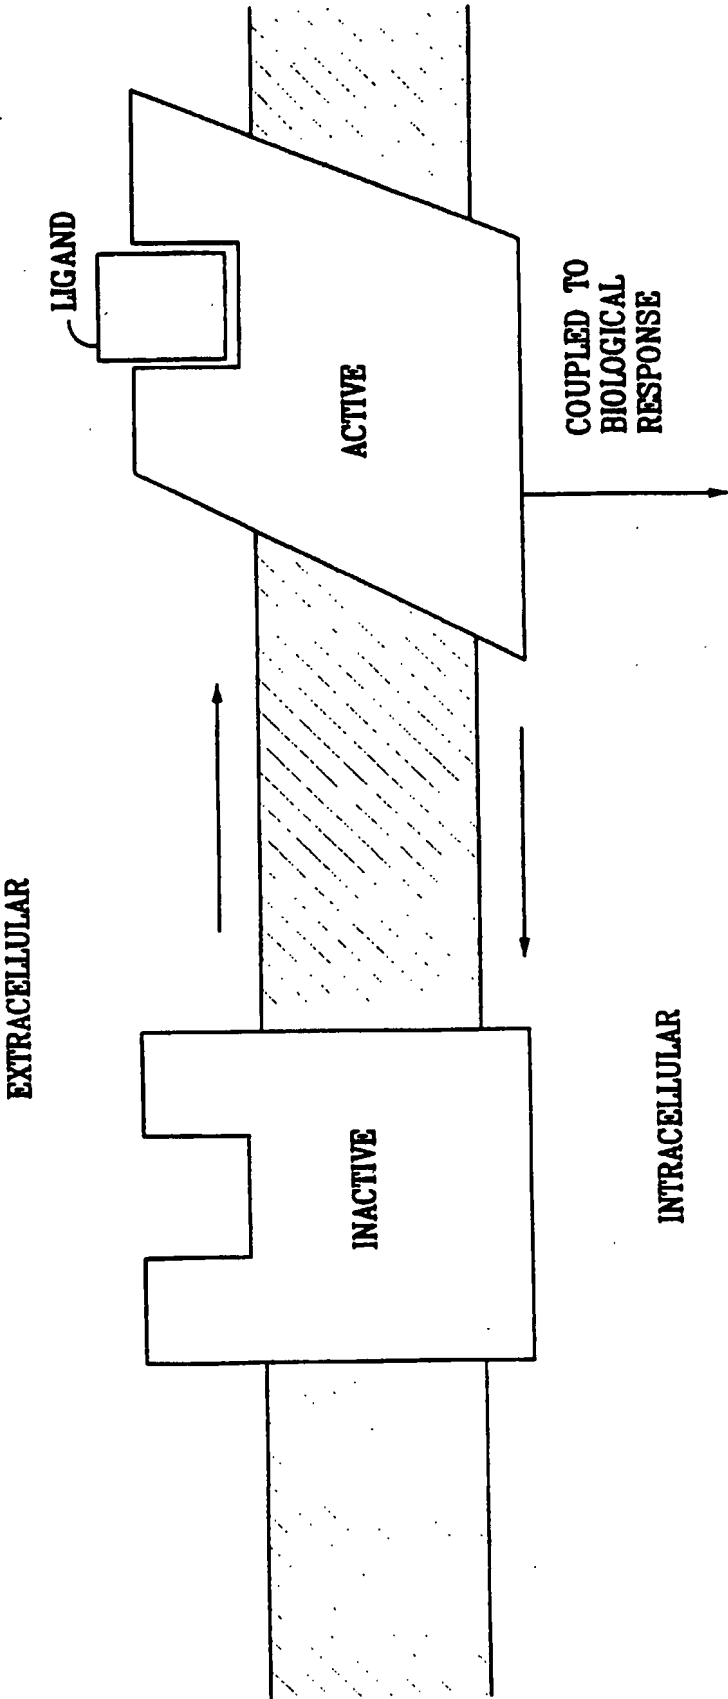 EXTRACELLULAR
LIGAND
INACTIVE
ACTIVE
INTRACELLULAR
COUPLED TO
BIOLOGICAL
RESPONSE